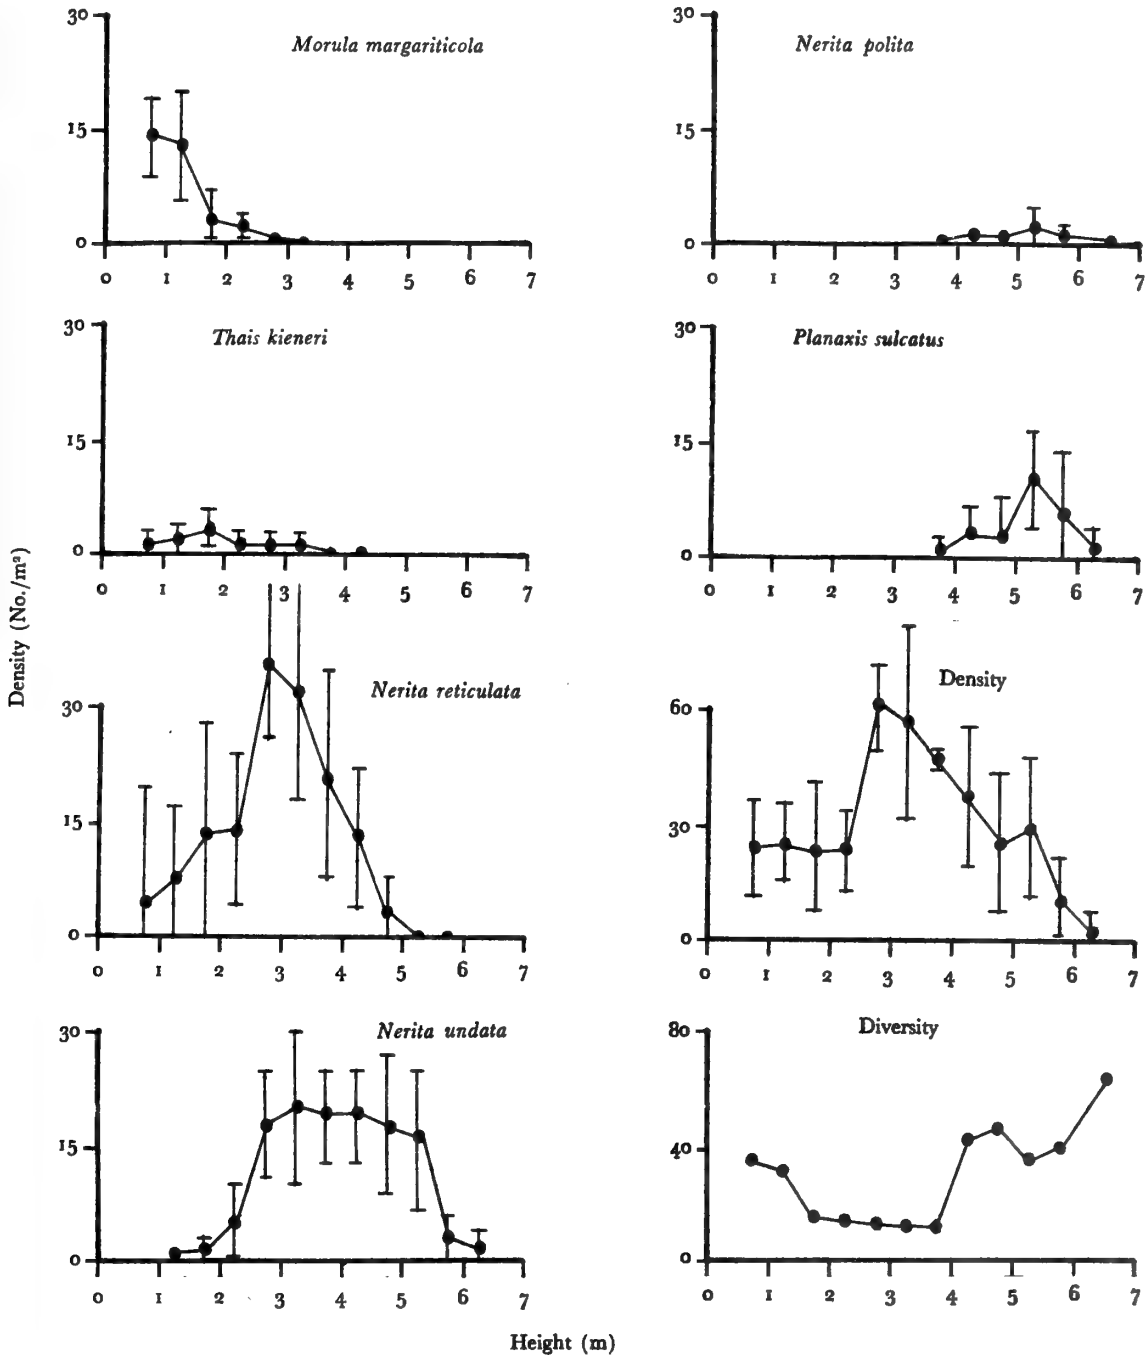 Morula margariticola
30
15
0
0 1 2 3 4 5 6 7
Nerita polita
30
15
0
0 1 2 3 4 5 6 7
Thais kieneri
30
15
0
0 1 2 3 4 5 6 7
Planaxis sulcatus
30
15
0
0 1 2 3 4 5 6 7
Density (No./m²)
Nerita reticulata
30
15
0
0 1 2 3 4 5 6 7
Density
60
30
0
0 1 2 3 4 5 6 7
Nerita undata
30
15
0
0 1 2 3 4 5 6 7
Diversity
80
40
0
0 1 2 3 4 5 6 7
Height (m)